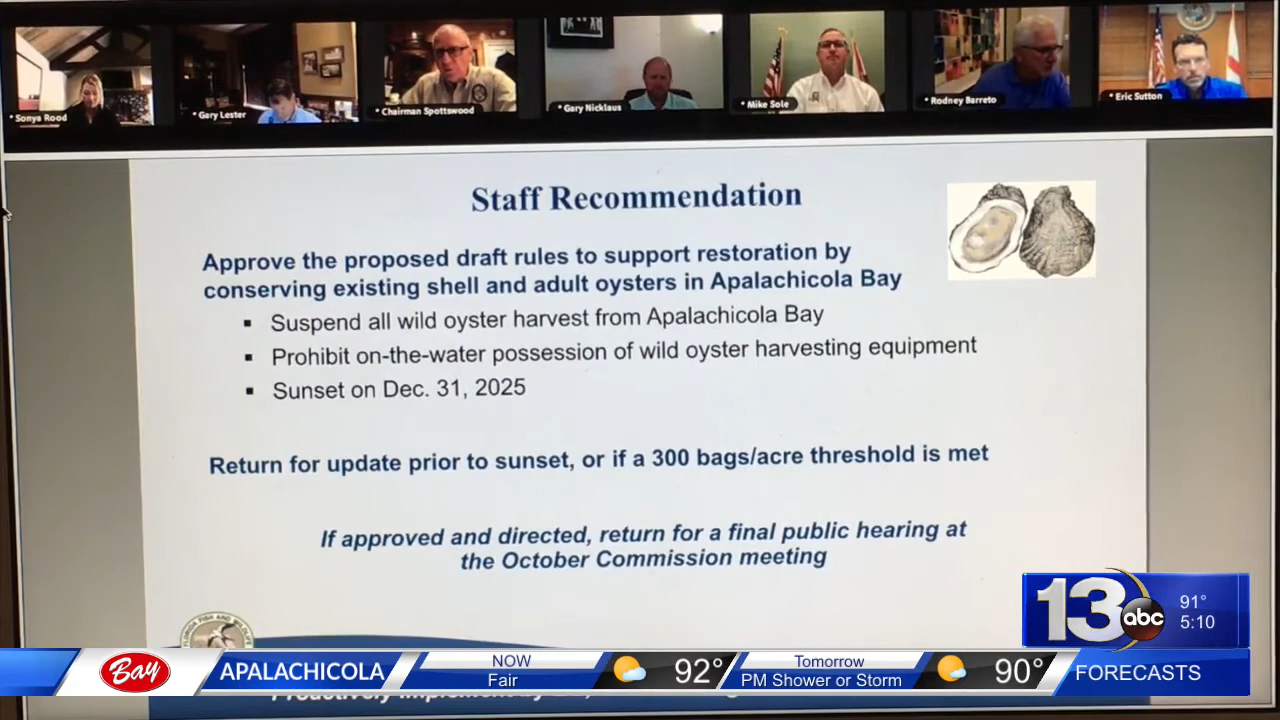 * Sonya Rood
* Gary Lester
* Chairman Spottswood
* Gary Nicklaus
* Mike Sole
* Rodney Barreto
* Eric Sutton
Staff Recommendation
Approve the proposed draft rules to support restoration by
conserving existing shell and adult oysters in Apalachicola Bay
▪ Suspend all wild oyster harvest from Apalachicola Bay
▪ Prohibit on-the-water possession of wild oyster harvesting equipment
▪ Sunset on Dec. 31, 2025
Return for update prior to sunset, or if a 300 bags/acre threshold is met
If approved and directed, return for a final public hearing at
the October Commission meeting
FLORIDA FISH AND WILDLIFE
13 abc
91°
5:10
Bay
APALACHICOLA
NOW
Fair
92°
Tomorrow
PM Shower or Storm
90°
FORECASTS